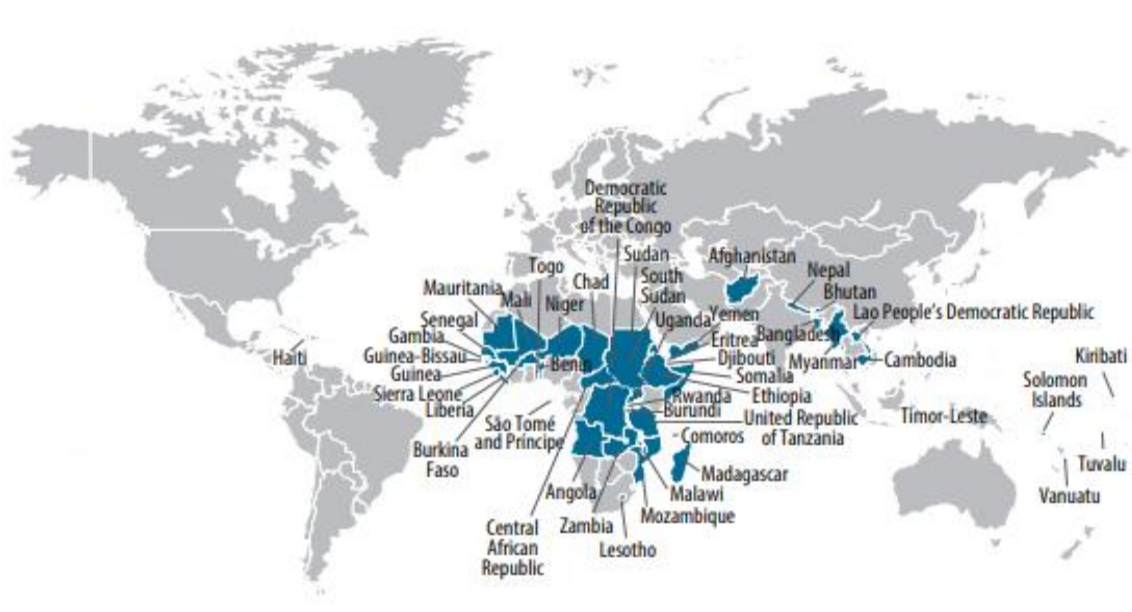 Democratic
Republic
of the Congo
Sudan
Togo
Chad
South
Sudan
Mauritania
Mali
Niger
Uganda
Yemen
Afghanistan
Nepal
Bhutan
Lao People's Democratic Republic
Senegal
Gambia
Guinea-Bissau
Guinea
Sierra Leone
Liberia
Benin
Eritrea
Djibouti
Somalia
Ethiopia
Bangladesh
Myanmar
Cambodia
Haiti
Kiribati
Solomon
Islands
Rwanda
Burundi
United Republic
of Tanzania
Timor-Leste
São Tomé
and Príncipe
Burkina
Faso
Comoros
Madagascar
Tuvalu
Vanuatu
Angola
Malawi
Mozambique
Zambia
Central
African
Republic
Lesotho